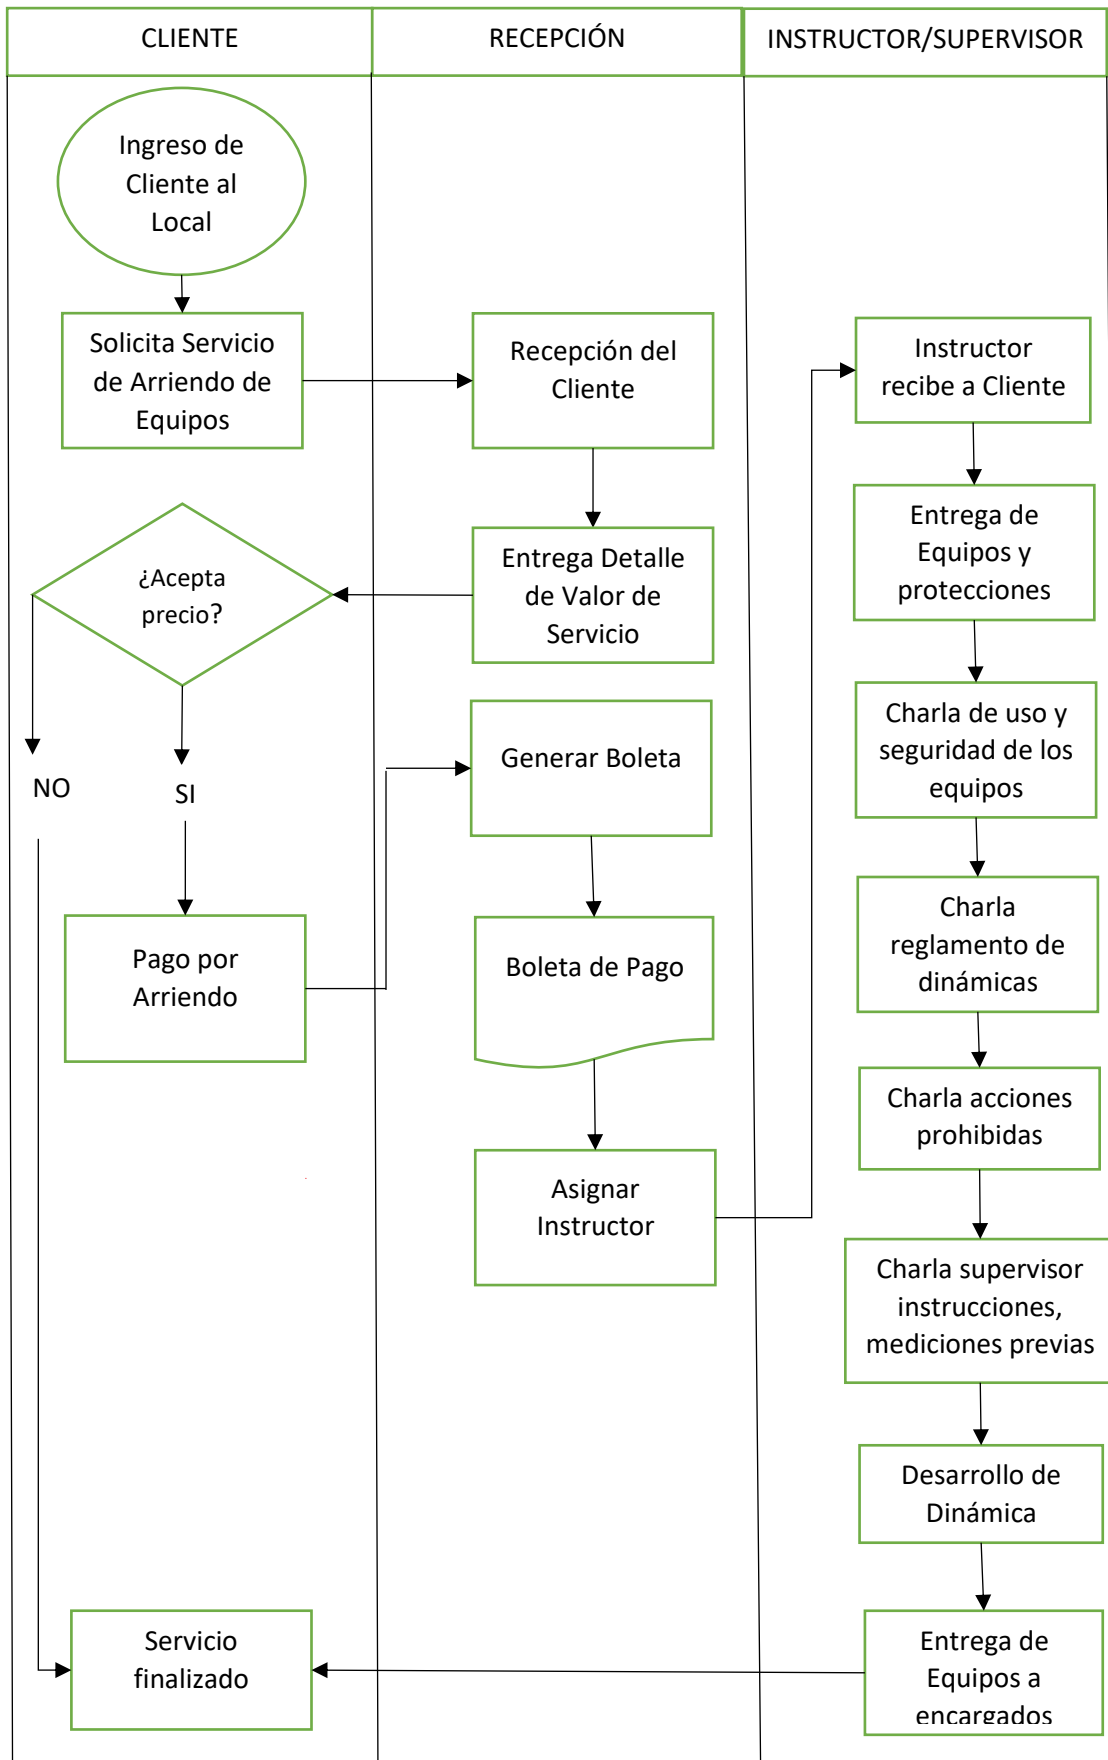 CLIENTE
RECEPCIÓN
INSTRUCTOR/SUPERVISOR
Ingreso de
Cliente al
Local
Solicita Servicio
de Arriendo de
Equipos
Recepción del
Cliente
Entrega Detalle
de Valor de
Servicio
¿Acepta
precio?
NO
SI
Pago por
Arriendo
Generar Boleta
Boleta de Pago
Asignar
Instructor
Instructor
recibe a Cliente
Entrega de
Equipos y
protecciones
Charla de uso y
seguridad de los
equipos
Charla
reglamento de
dinámicas
Charla acciones
prohibidas
Charla supervisor
instrucciones,
mediciones previas
Desarrollo de
Dinámica
Entrega de
Equipos a
encargados
Servicio
finalizado